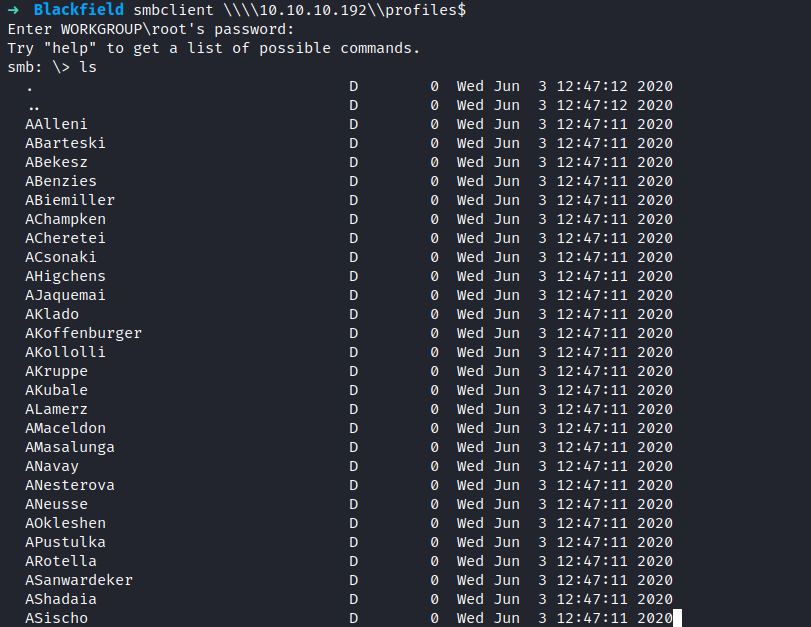 → Blackfield smbclient \\\\10.10.10.192\\profiles$
Enter WORKGROUP\root's password:
Try "help" to get a list of possible commands.
smb: \> ls
. D 0 Wed Jun 3 12:47:12 2020
.. D 0 Wed Jun 3 12:47:12 2020
AAlleni D 0 Wed Jun 3 12:47:11 2020
ABarteski D 0 Wed Jun 3 12:47:11 2020
ABekesz D 0 Wed Jun 3 12:47:11 2020
ABenzies D 0 Wed Jun 3 12:47:11 2020
ABiemiller D 0 Wed Jun 3 12:47:11 2020
AChampken D 0 Wed Jun 3 12:47:11 2020
ACheretei D 0 Wed Jun 3 12:47:11 2020
ACsonaki D 0 Wed Jun 3 12:47:11 2020
AHigchens D 0 Wed Jun 3 12:47:11 2020
AJaquemai D 0 Wed Jun 3 12:47:11 2020
AKlado D 0 Wed Jun 3 12:47:11 2020
AKoffenburger D 0 Wed Jun 3 12:47:11 2020
AKollolli D 0 Wed Jun 3 12:47:11 2020
AKruppe D 0 Wed Jun 3 12:47:11 2020
AKubale D 0 Wed Jun 3 12:47:11 2020
ALamerz D 0 Wed Jun 3 12:47:11 2020
AMaceldon D 0 Wed Jun 3 12:47:11 2020
AMasalunga D 0 Wed Jun 3 12:47:11 2020
ANavay D 0 Wed Jun 3 12:47:11 2020
ANesterova D 0 Wed Jun 3 12:47:11 2020
ANeusse D 0 Wed Jun 3 12:47:11 2020
AOkleshen D 0 Wed Jun 3 12:47:11 2020
APustulka D 0 Wed Jun 3 12:47:11 2020
ARotella D 0 Wed Jun 3 12:47:11 2020
ASanwardeker D 0 Wed Jun 3 12:47:11 2020
AShadaia D 0 Wed Jun 3 12:47:11 2020
ASischo D 0 Wed Jun 3 12:47:11 2020